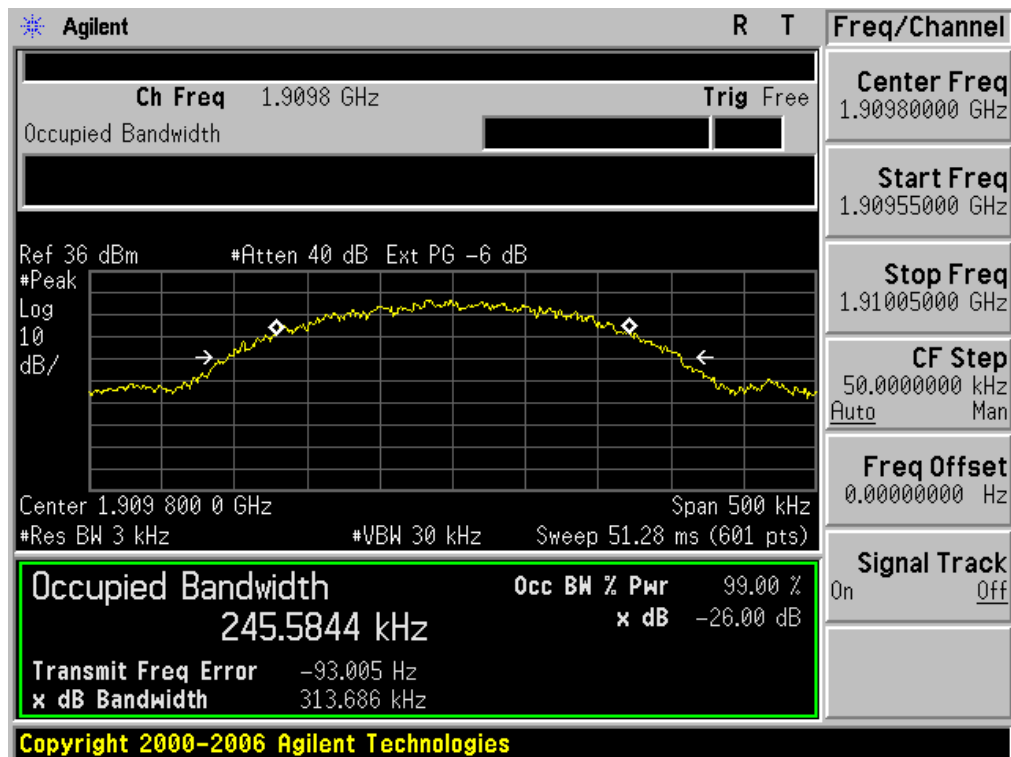 Agilent R T
Freq/Channel
Ch Freq 1.9098 GHz Trig Free
Occupied Bandwidth
Center Freq
1.90980000 GHz
Start Freq
1.90955000 GHz
Stop Freq
1.91005000 GHz
CF Step
50.0000000 kHz
Auto Man
Freq Offset
0.00000000 Hz
Signal Track
On Off
Ref 36 dBm #Atten 40 dB Ext PG -6 dB
#Peak
Log
10
dB/
Center 1.909 800 0 GHz Span 500 kHz
#Res BW 3 kHz #VBW 30 kHz Sweep 51.28 ms (601 pts)
Occupied Bandwidth
245.5844 kHz
Occ BW % Pwr 99.00 %
x dB -26.00 dB
Transmit Freq Error -93.005 Hz
x dB Bandwidth 313.686 kHz
Copyright 2000-2006 Agilent Technologies